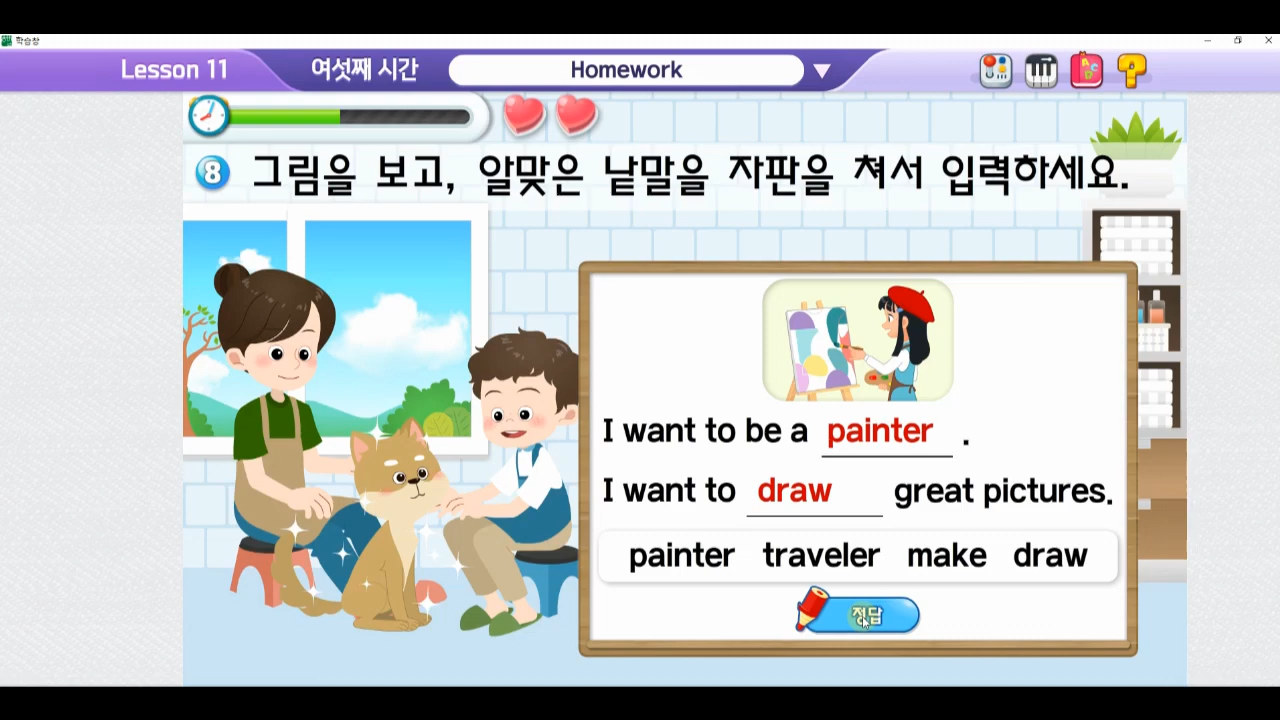 학습창
Lesson 11 여섯째 시간 Homework
8 그림을 보고, 알맞은 낱말을 자판을 쳐서 입력하세요.
I want to be a painter .
I want to draw great pictures.
painter traveler make draw
정답